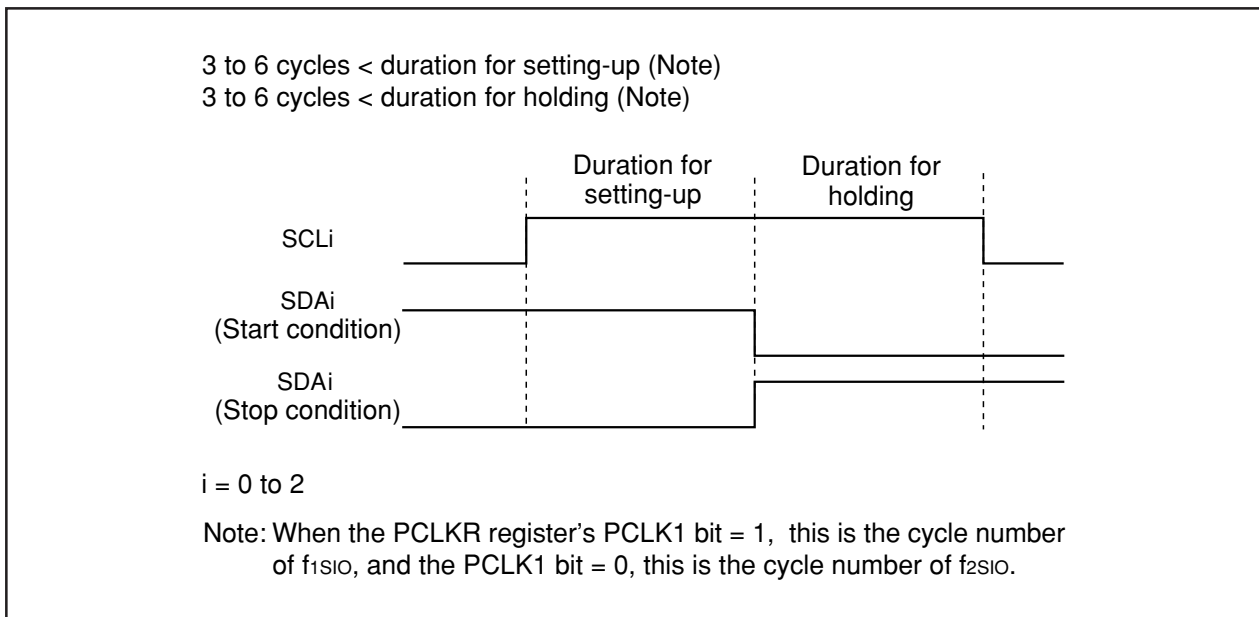 3 to 6 cycles < duration for setting-up (Note)
3 to 6 cycles < duration for holding (Note)
Duration for
setting-up
Duration for
holding
SCLi
SDAi
(Start condition)
SDAi
(Stop condition)
i = 0 to 2
Note: When the PCLKR register's PCLK1 bit = 1, this is the cycle number
of f1SIO, and the PCLK1 bit = 0, this is the cycle number of f2SIO.